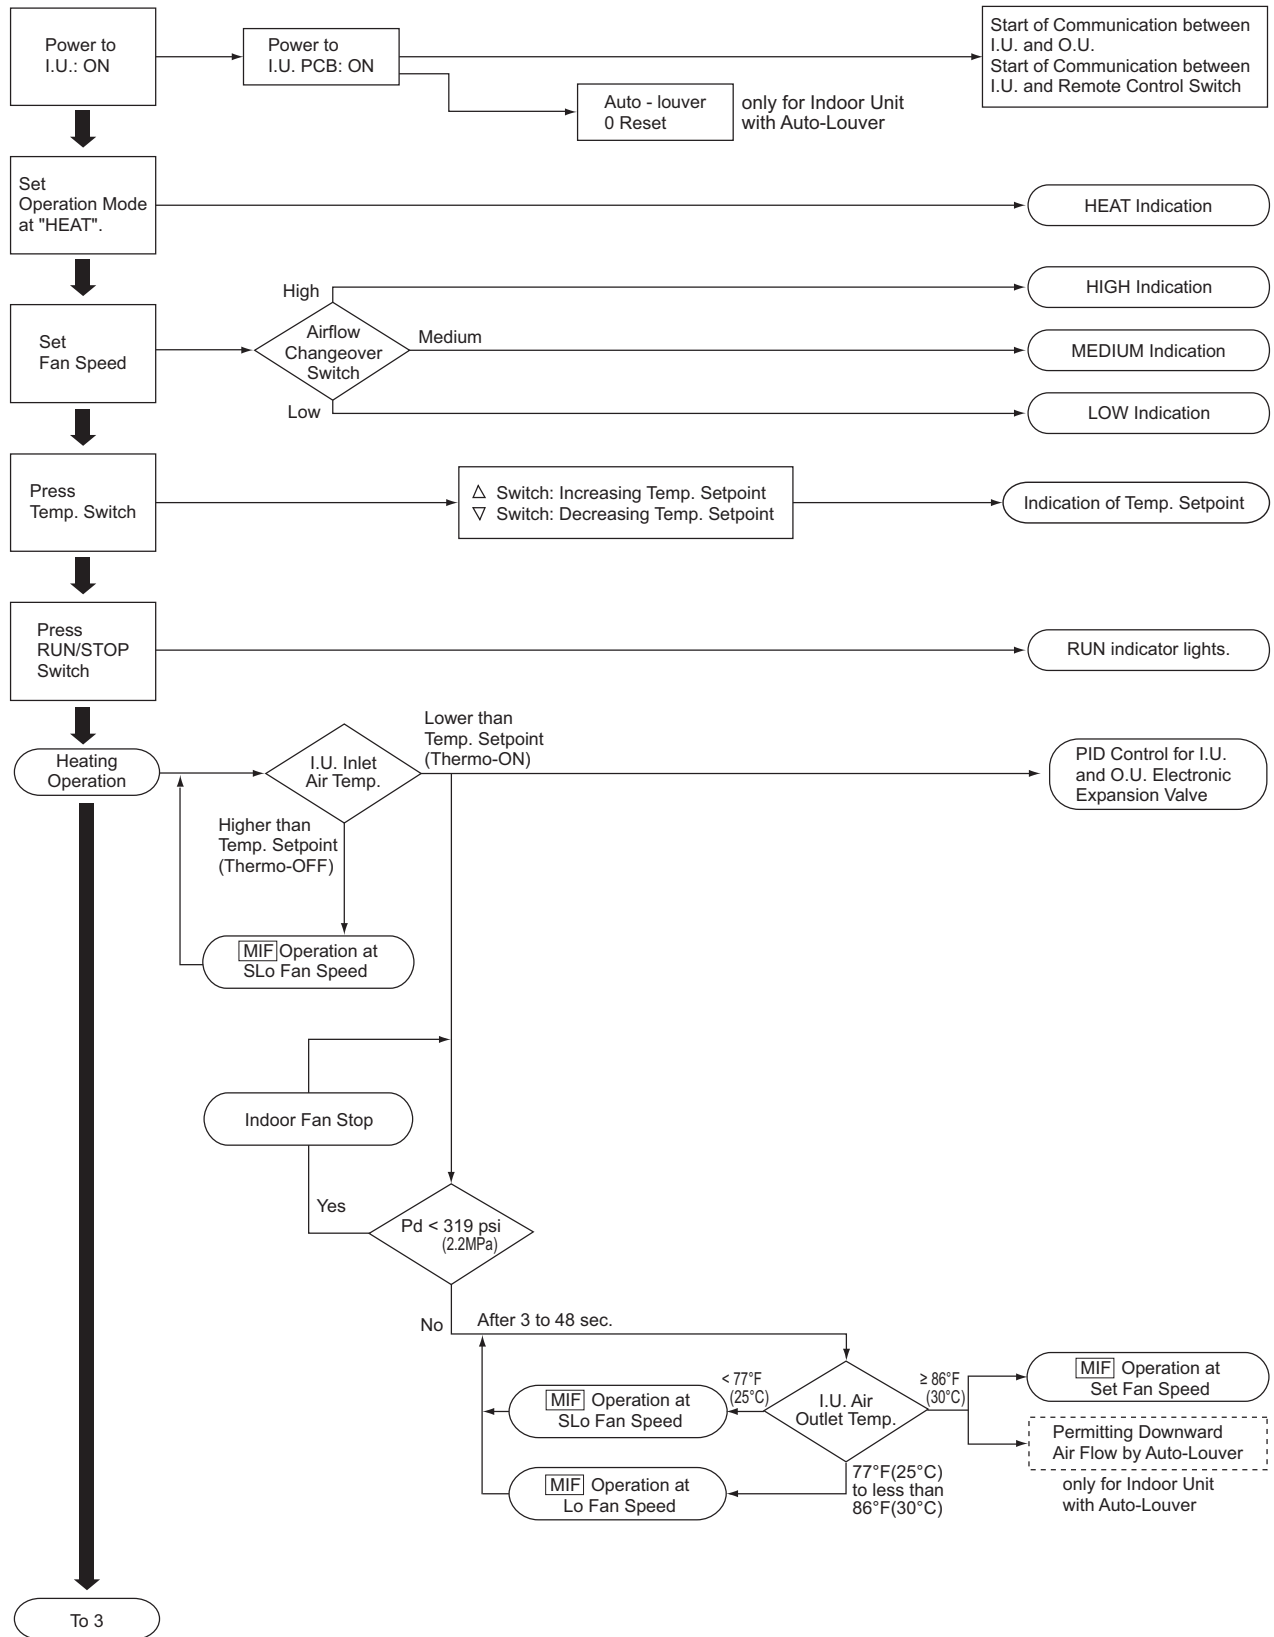 Power to
I.U.: ON
Power to
I.U. PCB: ON
Start of Communication between
I.U. and O.U.
Start of Communication between
I.U. and Remote Control Switch
Auto - louver
0 Reset
only for Indoor Unit
with Auto-Louver
Set
Operation Mode
at "HEAT".
HEAT Indication
Set
Fan Speed
High
Airflow
Changeover
Switch
Medium
Low
HIGH Indication
MEDIUM Indication
LOW Indication
Press
Temp. Switch
△ Switch: Increasing Temp. Setpoint
▽ Switch: Decreasing Temp. Setpoint
Indication of Temp. Setpoint
Press
RUN/STOP
Switch
RUN indicator lights.
Heating
Operation
I.U. Inlet
Air Temp.
Lower than
Temp. Setpoint
(Thermo-ON)
PID Control for I.U.
and O.U. Electronic
Expansion Valve
Higher than
Temp. Setpoint
(Thermo-OFF)
MIF Operation at
SLo Fan Speed
Indoor Fan Stop
Yes
Pd < 319 psi
(2.2MPa)
No
After 3 to 48 sec.
MIF Operation at
SLo Fan Speed
< 77°F
(25°C)
I.U. Air
Outlet Temp.
≥ 86°F
(30°C)
MIF Operation at
Set Fan Speed
Permitting Downward
Air Flow by Auto-Louver
only for Indoor Unit
with Auto-Louver
MIF Operation at
Lo Fan Speed
77°F(25°C)
to less than
86°F(30°C)
To 3